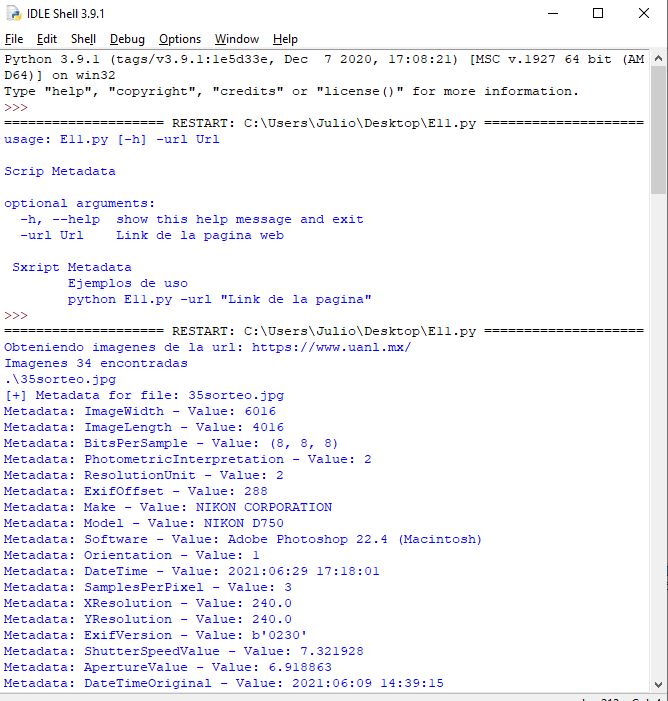 IDLE Shell 3.9.1
File Edit Shell Debug Options Window Help
Python 3.9.1 (tags/v3.9.1:1e5d33e, Dec  7 2020, 17:08:21) [MSC v.1927 64 bit (AM
D64)] on win32
Type "help", "copyright", "credits" or "license()" for more information.
>>>
==================== RESTART: C:\Users\Julio\Desktop\E11.py ====================
usage: E11.py [-h] -url Url
Scrip Metadata
optional arguments:
  -h, --help  show this help message and exit
  -url Url    Link de la pagina web
 Sxript Metadata
        Ejemplos de uso
        python E11.py -url "Link de la pagina"
>>>
==================== RESTART: C:\Users\Julio\Desktop\E11.py ====================
Obteniendo imagenes de la url: https://www.uanl.mx/
Imagenes 34 encontradas
.\35sorteo.jpg
[+] Metadata for file: 35sorteo.jpg
Metadata: ImageWidth - Value: 6016
Metadata: ImageLength - Value: 4016
Metadata: BitsPerSample - Value: (8, 8, 8)
Metadata: PhotometricInterpretation - Value: 2
Metadata: ResolutionUnit - Value: 2
Metadata: ExifOffset - Value: 288
Metadata: Make - Value: NIKON CORPORATION
Metadata: Model - Value: NIKON D750
Metadata: Software - Value: Adobe Photoshop 22.4 (Macintosh)
Metadata: Orientation - Value: 1
Metadata: DateTime - Value: 2021:06:29 17:18:01
Metadata: SamplesPerPixel - Value: 3
Metadata: XResolution - Value: 240.0
Metadata: YResolution - Value: 240.0
Metadata: ExifVersion - Value: b'0230'
Metadata: ShutterSpeedValue - Value: 7.321928
Metadata: ApertureValue - Value: 6.918863
Metadata: DateTimeOriginal - Value: 2021:06:09 14:39:15